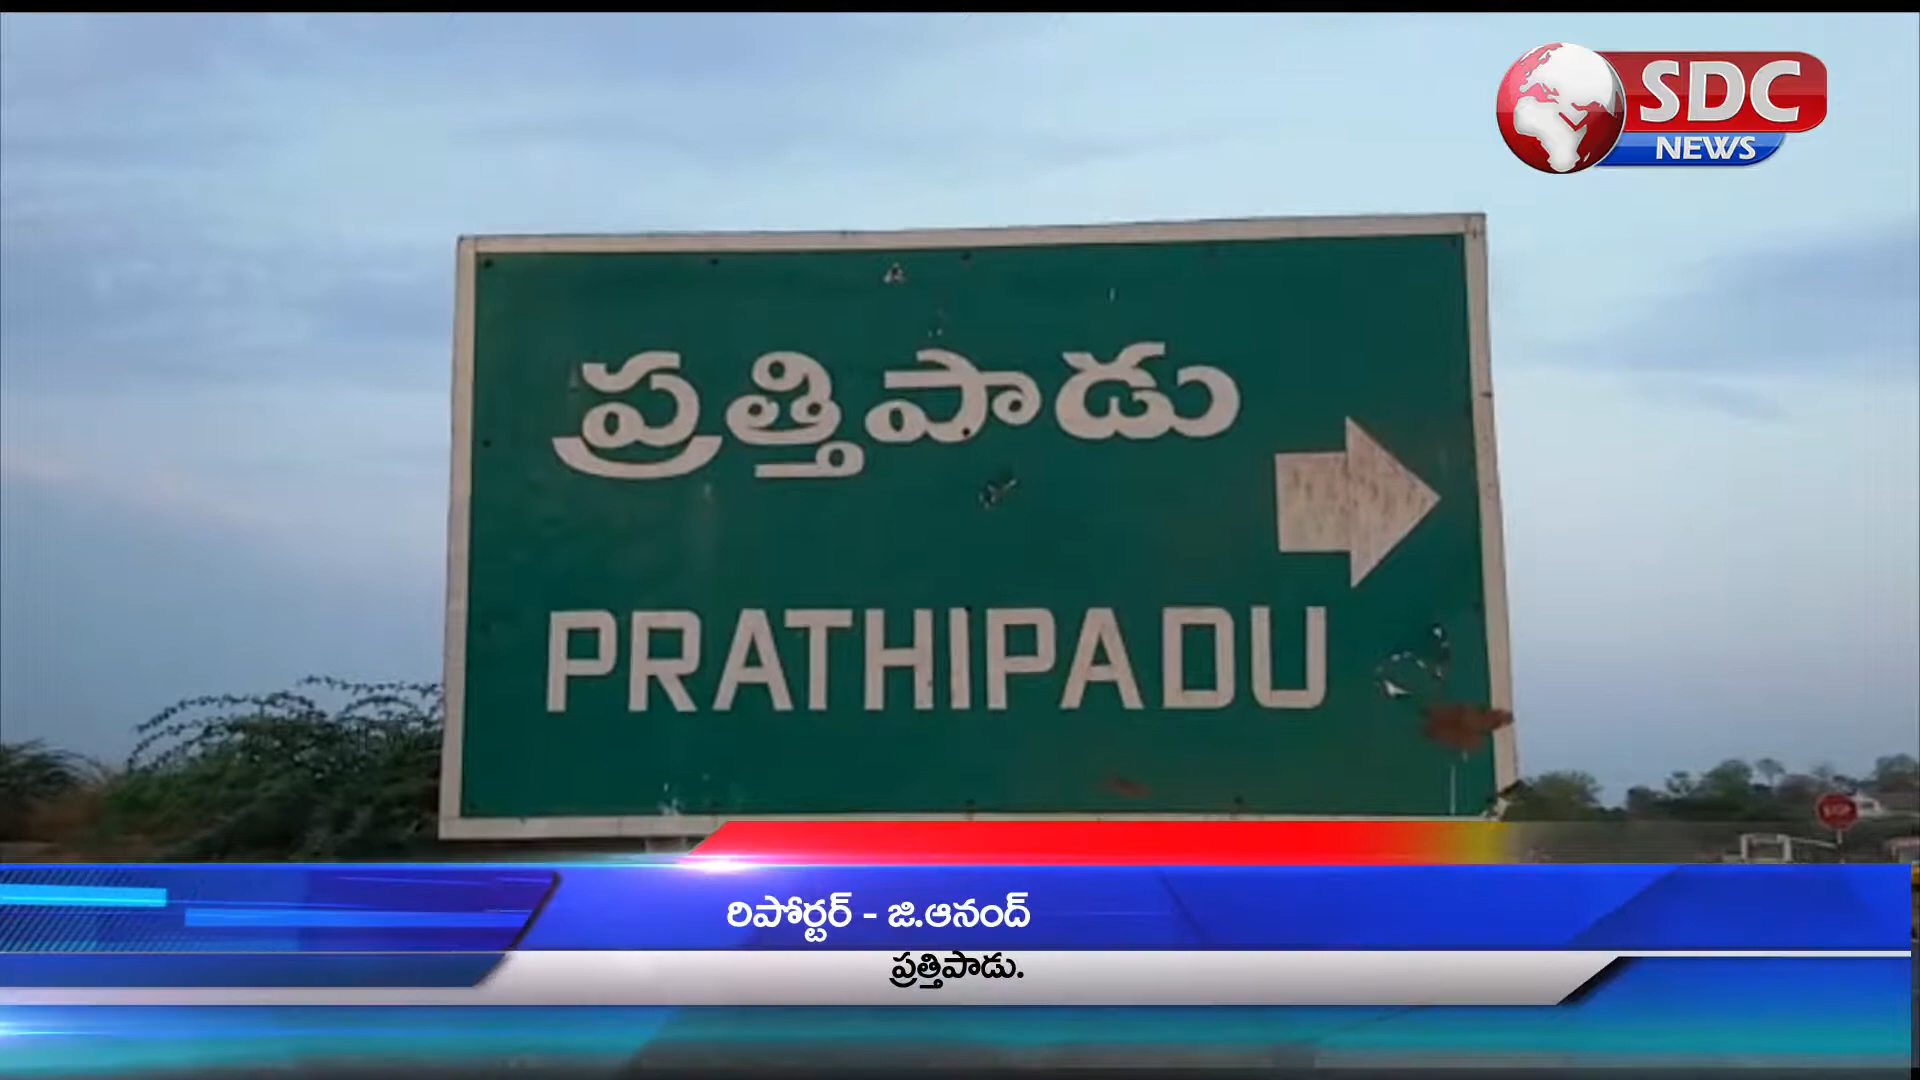 SDC
NEWS
ప్రత్తిపాడు
PRATHIPADU
రిపోర్టర్ - జి.ఆనంద్
ప్రత్తిపాడు.